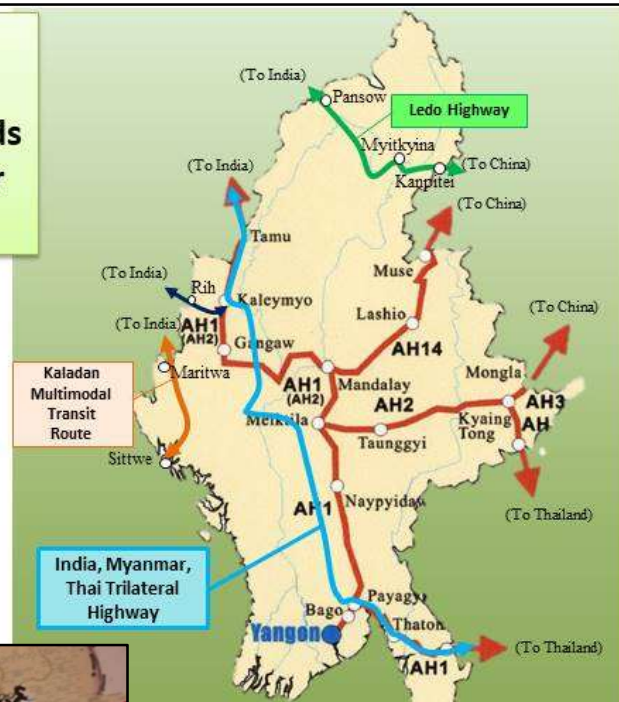 ds
r
(To India)
Pansow
Ledo Highway
Myitkyina
(To China)
Kanpitei
(To India)
(To China)
Tamu
Muse
(To India)
Rih
Kaleymyo
(To China)
Lashio
(To India)
AH1
(AH2)
Gangaw
AH14
Maritwa
Mongla
Kaladan
Multimodal
Transit
Route
AH1
(AH2)
Mandalay
AH2
AH3
Kyaing
Tong
AH
Meiktila
Taunggyi
Sittwe
Naypyidaw
(To Thailand)
AH1
India, Myanmar,
Thai Trilateral
Highway
Payagyi
Bago
Thaton
Yangon
(To Thailand)
AH1